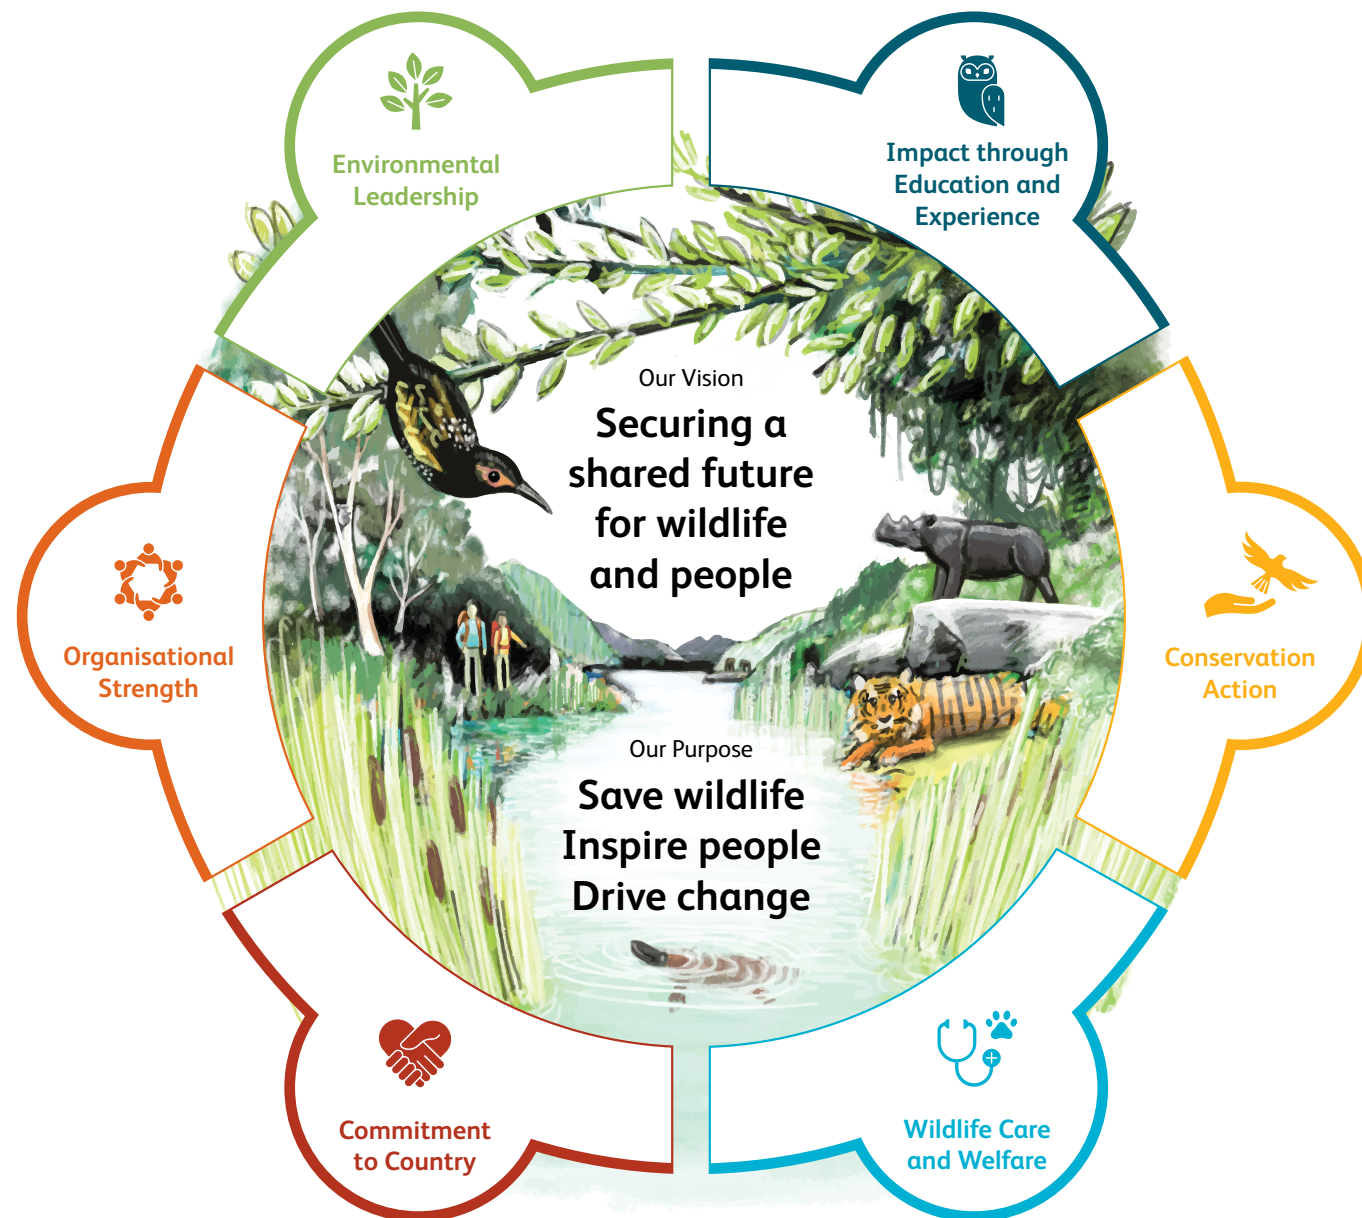 Environmental
Leadership
Impact through
Education and
Experience
Our Vision
Securing a
shared future
for wildlife
and people
Organisational
Strength
Conservation
Action
Our Purpose
Save wildlife
Inspire people
Drive change
Commitment
to Country
Wildlife Care
and Welfare